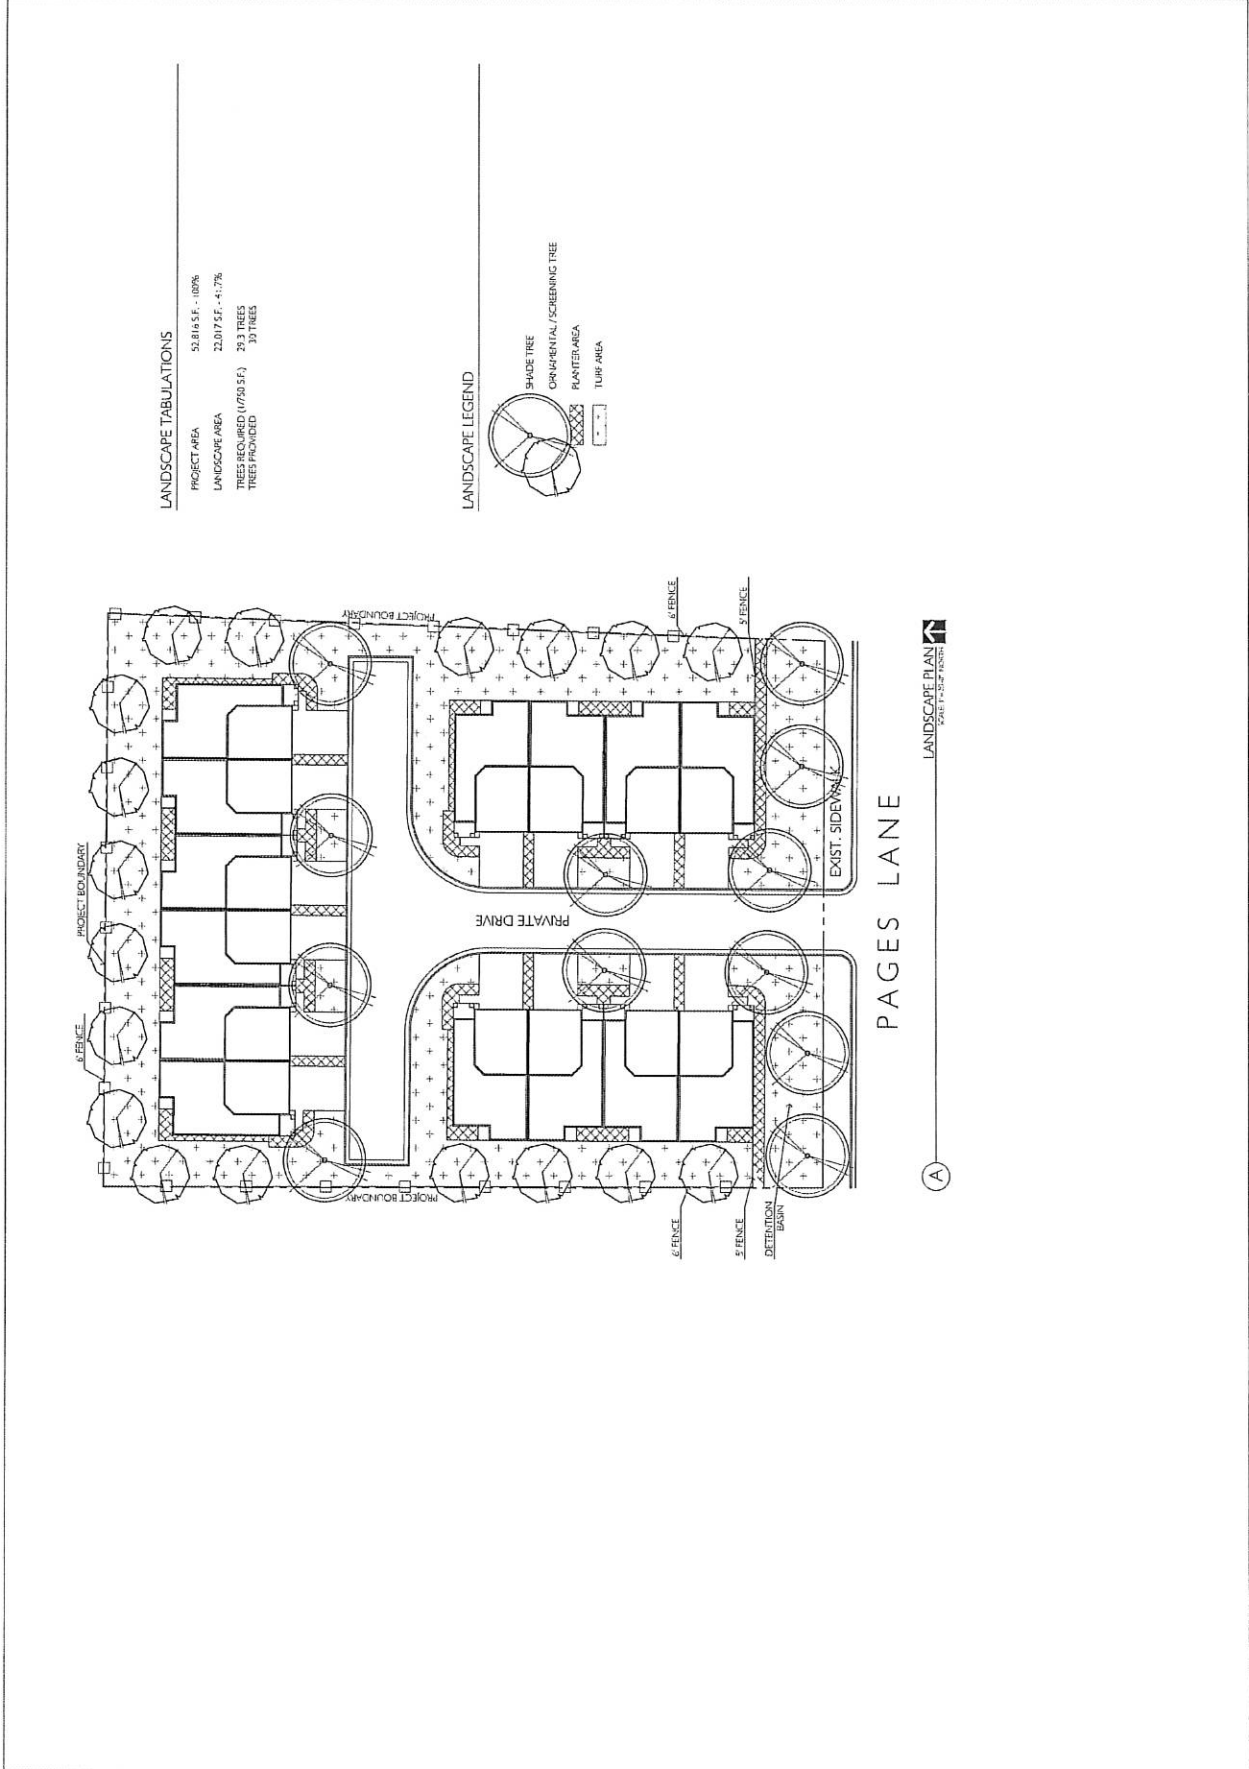 LANDSCAPE TABULATIONS
PROJECT AREA 52,816 S.F. - 100%
LANDSCAPE AREA 22,017 S.F. - 41.7%
TREES REQUIRED (1/750 S.F.) 29.3 TREES
TREES PROVIDED 30 TREES
LANDSCAPE LEGEND
SHADE TREE
ORNAMENTAL / SCREENING TREE
PLANTER AREA
TURF AREA
6' FENCE
PROJECT BOUNDARY
PROJECT BOUNDARY
PROJECT BOUNDARY
PRIVATE DRIVE
6' FENCE
5' FENCE
6' FENCE
5' FENCE
DETENTION
BASIN
EXIST. SIDEWALK
PAGES LANE
A
LANDSCAPE PLAN
NORTH